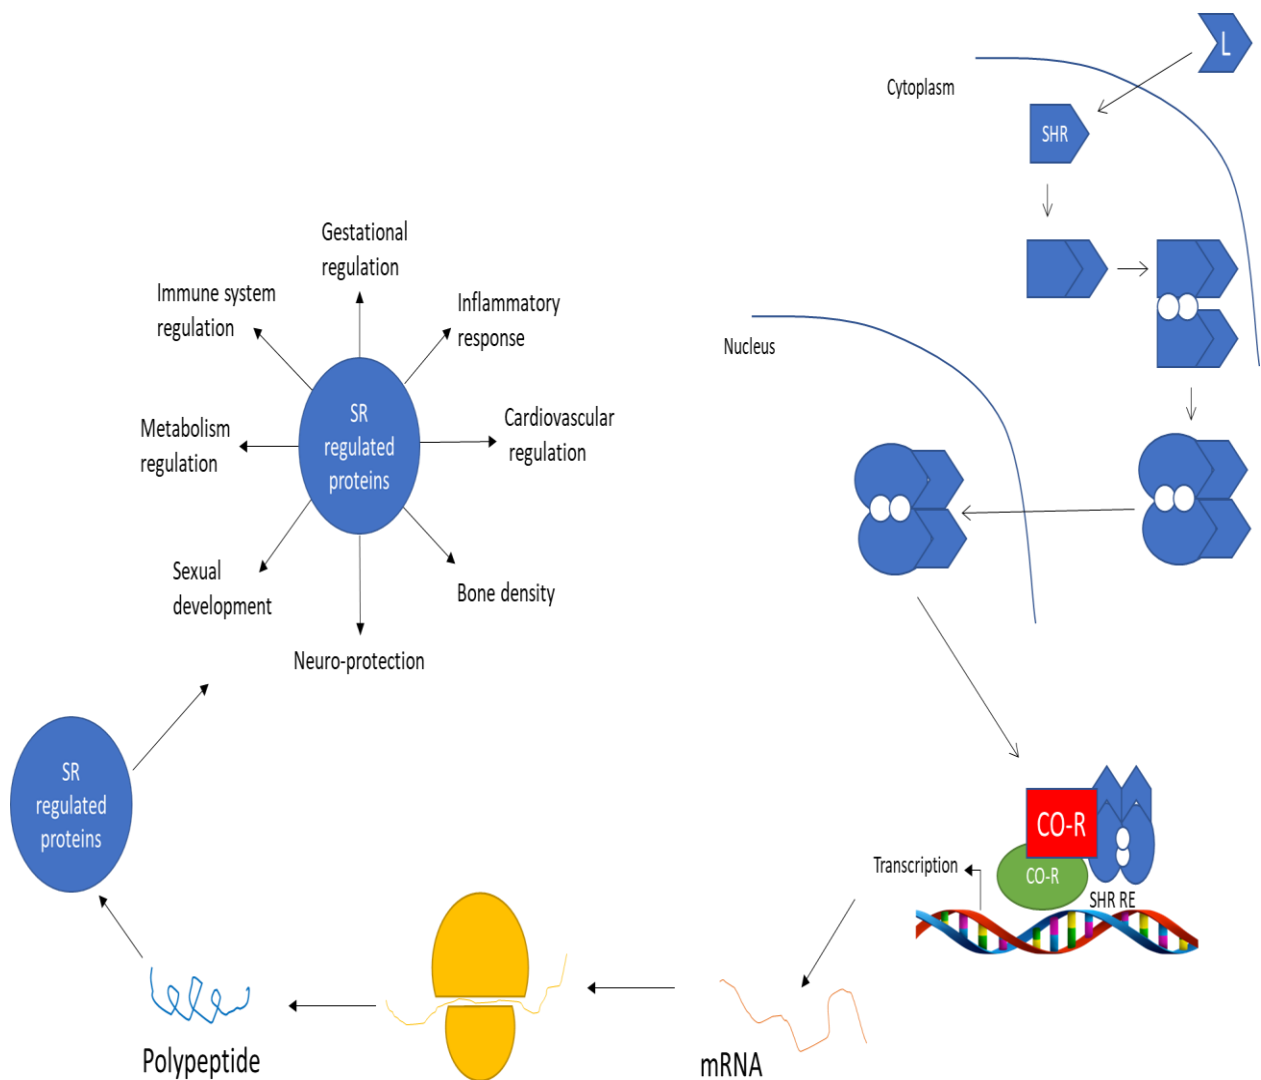 L
Cytoplasm
SHR
Nucleus
Gestational
regulation
Immune system
regulation
Inflammatory
response
SR
regulated
proteins
Metabolism
regulation
Cardiovascular
regulation
Sexual
development
Bone density
Neuro-protection
SR
regulated
proteins
CO-R
CO-R
Transcription
SHR RE
Polypeptide
mRNA